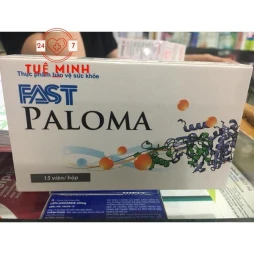 24 7
TUỆ MINH
Thực phẩm bảo vệ sức khỏe
FAST
PALOMA
12 viên/hộp